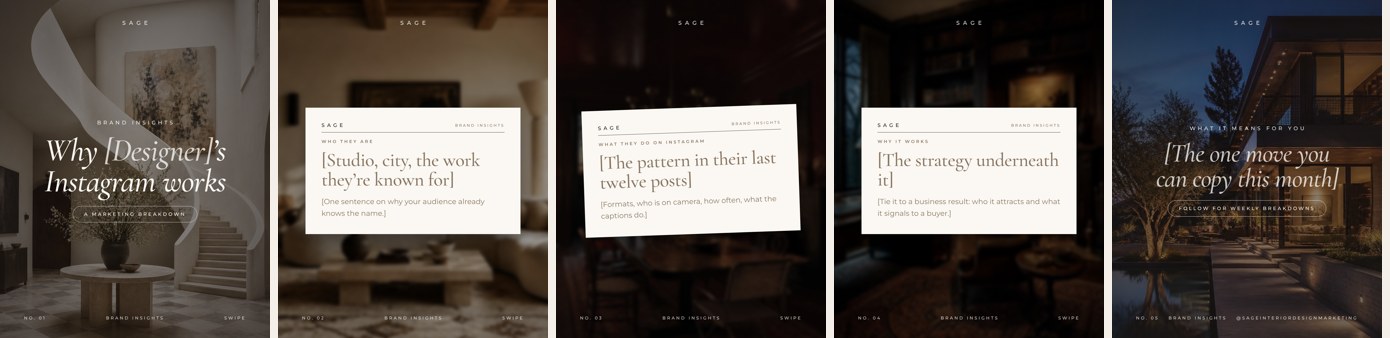 SAGE
BRAND INSIGHTS
Why [Designer]’s
Instagram works
A MARKETING BREAKDOWN
NO. 01 BRAND INSIGHTS SWIPE
SAGE
SAGE BRAND INSIGHTS
WHO THEY ARE
[Studio, city, the work
they’re known for]
[One sentence on why your audience already
knows the name.]
NO. 02 BRAND INSIGHTS SWIPE
SAGE
SAGE BRAND INSIGHTS
WHAT THEY DO ON INSTAGRAM
[The pattern in their last
twelve posts]
[Formats, who is on camera, how often, what the
captions do.]
NO. 03 BRAND INSIGHTS SWIPE
SAGE
SAGE BRAND INSIGHTS
WHY IT WORKS
[The strategy underneath
it]
[Tie it to a business result: who it attracts and what
it signals to a buyer.]
NO. 04 BRAND INSIGHTS SWIPE
SAGE
WHAT IT MEANS FOR YOU
[The one move you
can copy this month]
FOLLOW FOR WEEKLY BREAKDOWNS
NO. 05 BRAND INSIGHTS @SAGEINTERIORDESIGNMARKETING